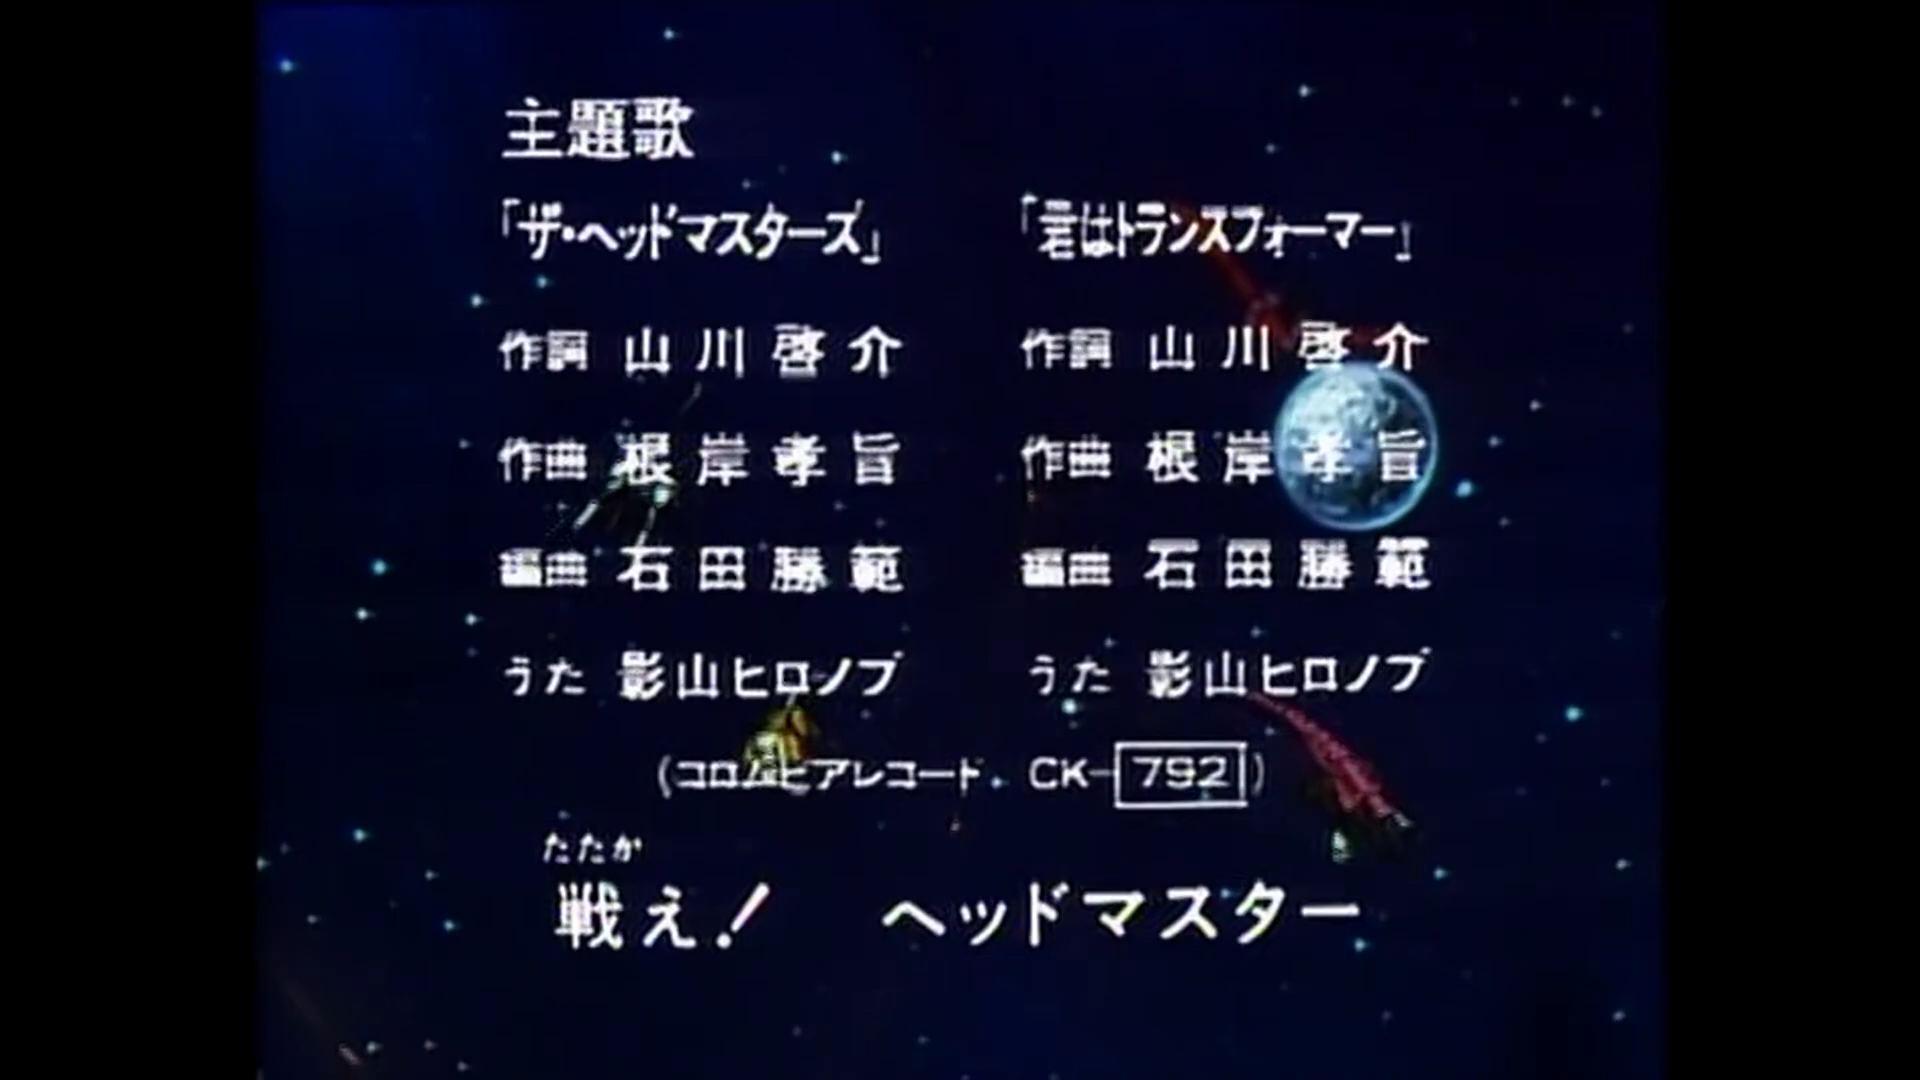 主題歌
「ザ・ヘッドマスターズ」 「君はトランスフォーマー」
作詞 山川啓介 作詞 山川啓介
作曲 根岸孝旨 作曲 根岸孝旨
編曲 石田勝範 編曲 石田勝範
うた 影山ヒロノブ うた 影山ヒロノブ
(コロムビアレコード CK-792)
たたか
戦え! ヘッドマスター